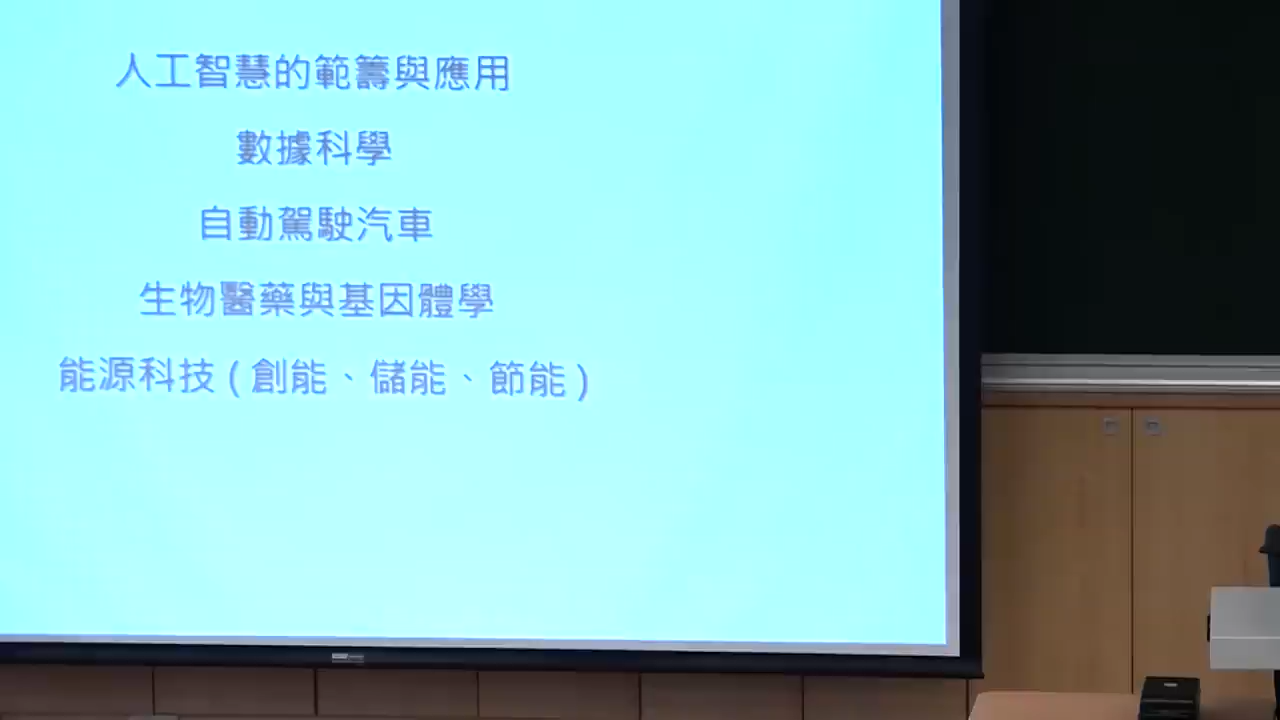 人工智慧的範籌與應用
數據科學
自動駕駛汽車
生物醫藥與基因體學
能源科技 ( 創能、儲能、節能 )